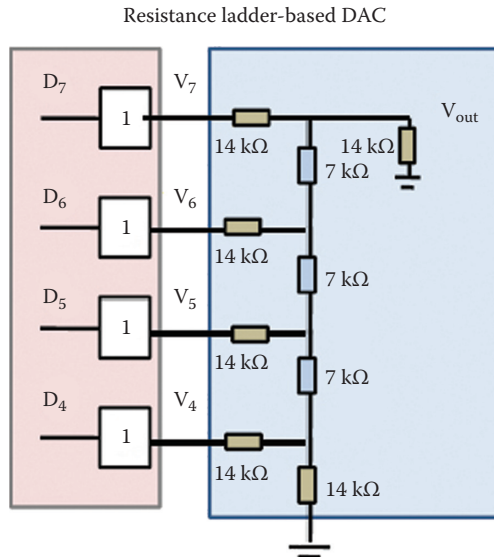 Resistance ladder-based DAC
D₇ V₇
1 Vout
14 kΩ 14 kΩ
7 kΩ
D₆ V₆
1
14 kΩ
7 kΩ
D₅ V₅
1
14 kΩ
7 kΩ
D₄ V₄
1
14 kΩ
14 kΩ